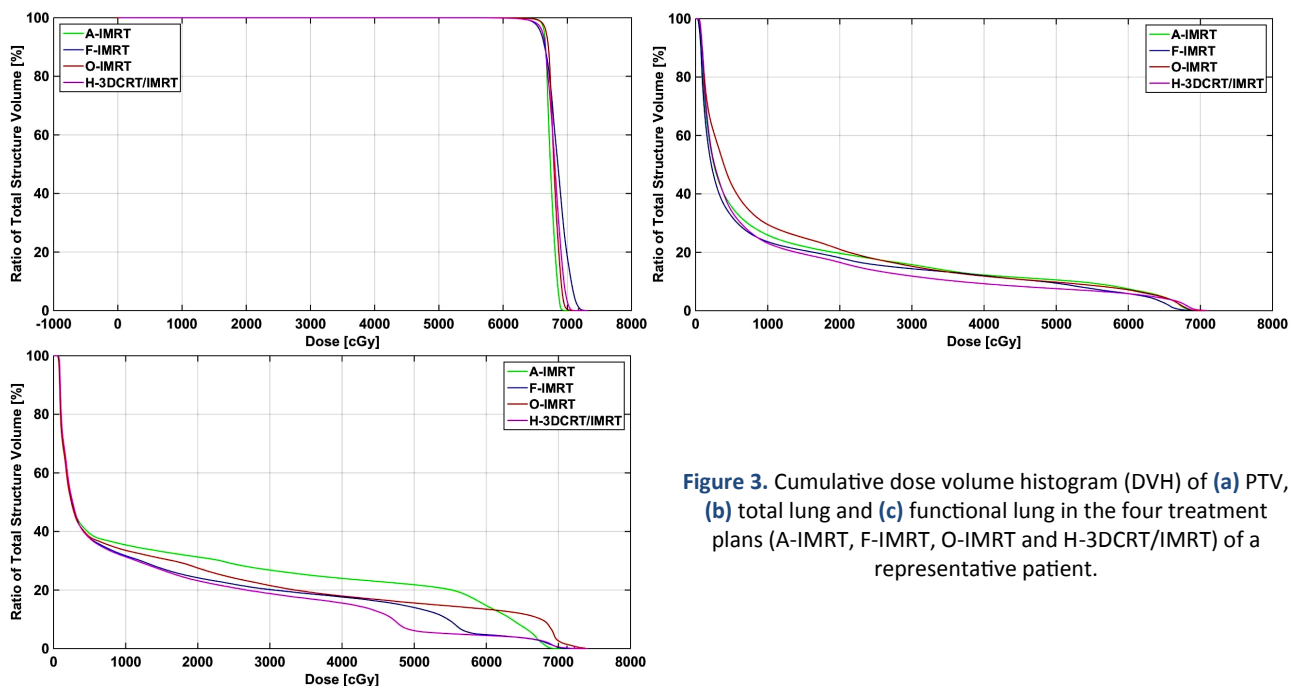 100
80
60
40
20
0
Ratio of Total Structure Volume [%]
A-IMRT
F-IMRT
O-IMRT
H-3DCRT/IMRT
-1000 0 1000 2000 3000 4000 5000 6000 7000 8000
Dose [cGy]
100
80
60
40
20
0
Ratio of Total Structure Volume [%]
A-IMRT
F-IMRT
O-IMRT
H-3DCRT/IMRT
0 1000 2000 3000 4000 5000 6000 7000 8000
Dose [cGy]
100
80
60
40
20
0
Ratio of Total Structure Volume [%]
A-IMRT
F-IMRT
O-IMRT
H-3DCRT/IMRT
0 1000 2000 3000 4000 5000 6000 7000 8000
Dose [cGy]
Figure 3. Cumulative dose volume histogram (DVH) of (a) PTV,
(b) total lung and (c) functional lung in the four treatment
plans (A-IMRT, F-IMRT, O-IMRT and H-3DCRT/IMRT) of a
representative patient.